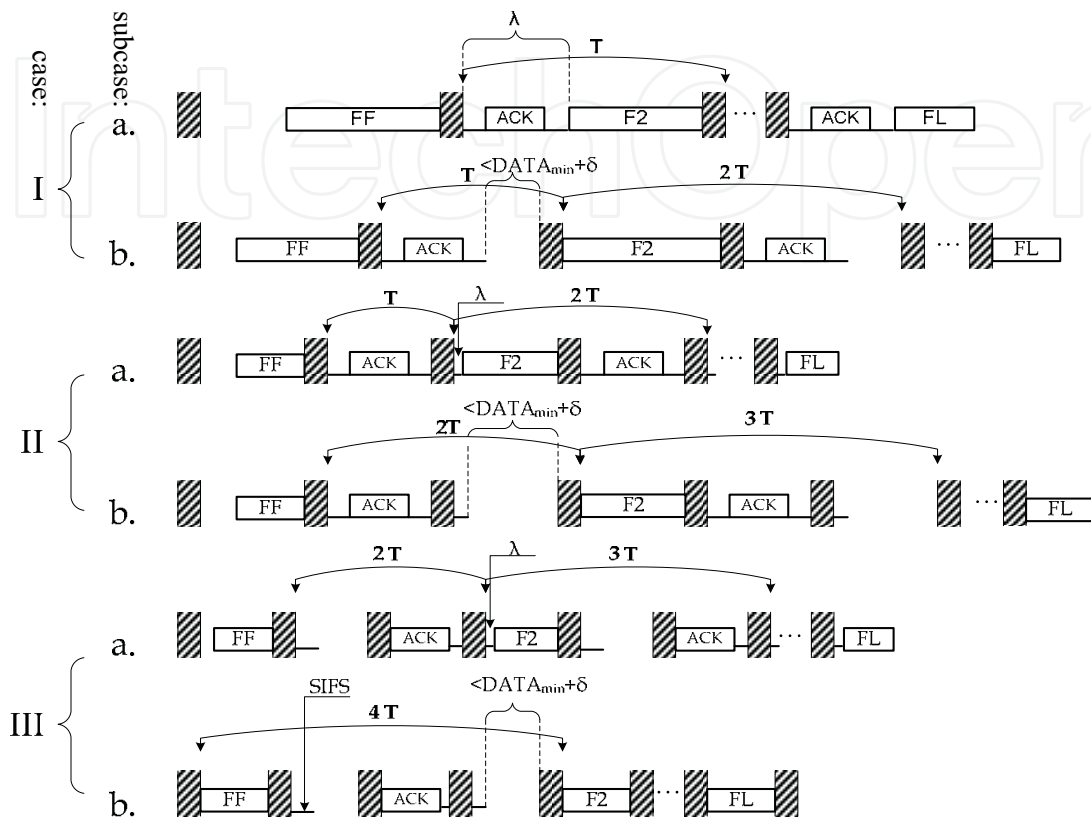 IntechOpen
case:
subcase:
λ
T
a.
FF
ACK
F2
...
ACK
FL
I
<DATAmin+δ
T
2 T
b.
FF
ACK
F2
ACK
...
FL
T
λ
2 T
a.
FF
ACK
F2
ACK
...
FL
II
<DATAmin+δ
2T
3 T
b.
FF
ACK
F2
ACK
...
FL
2 T
λ
3 T
a.
FF
ACK
F2
ACK
...
FL
III
SIFS
<DATAmin+δ
4 T
b.
FF
ACK
F2
...
FL